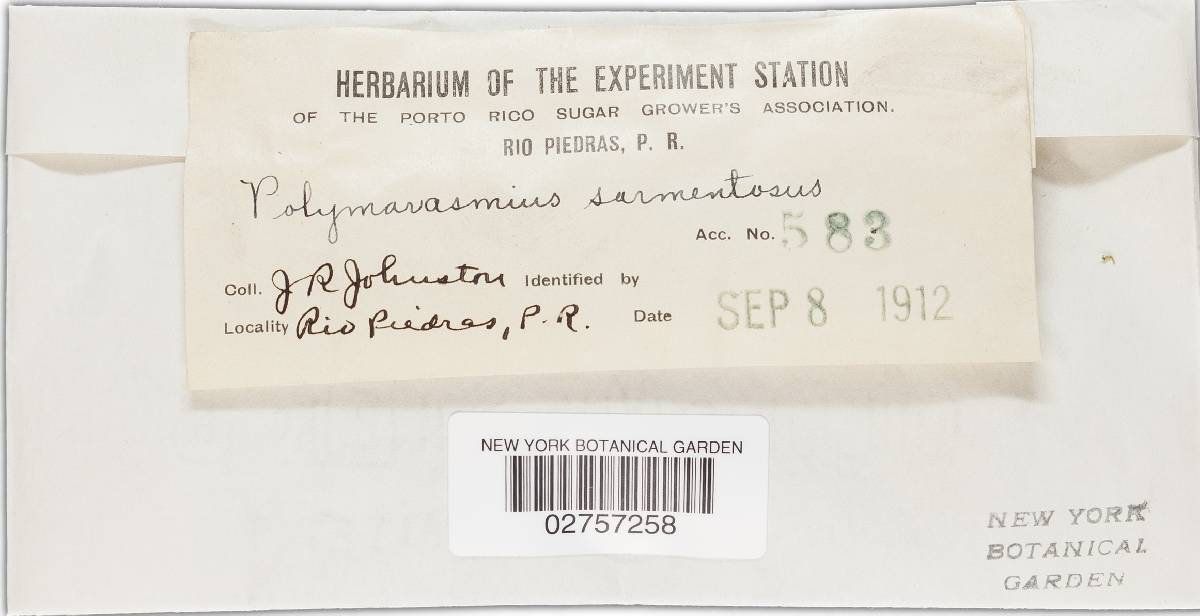 HERBARIUM OF THE EXPERIMENT STATION
OF THE PORTO RICO SUGAR GROWER'S ASSOCIATION.
RIO PIEDRAS, P. R.
Polymarasmius sarmentosus
Acc. No. 583
Coll. J R Johnston Identified by
Locality Rio Piedras, P. R. Date SEP 8 1912
NEW YORK BOTANICAL GARDEN
02757258
NEW YORK
BOTANICAL
GARDEN